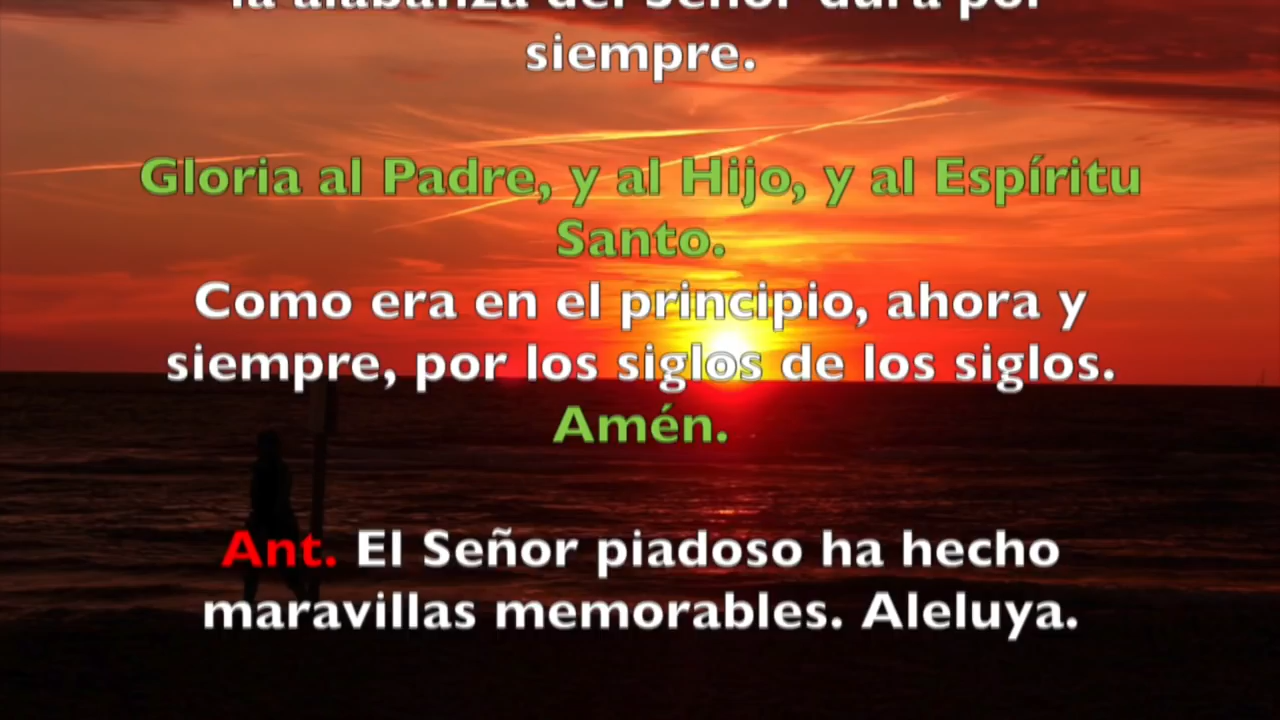 la alabanza del Señor dura por
siempre.
Gloria al Padre, y al Hijo, y al Espíritu
Santo.
Como era en el principio, ahora y
siempre, por los siglos de los siglos.
Amén.
Ant. El Señor piadoso ha hecho
maravillas memorables. Aleluya.